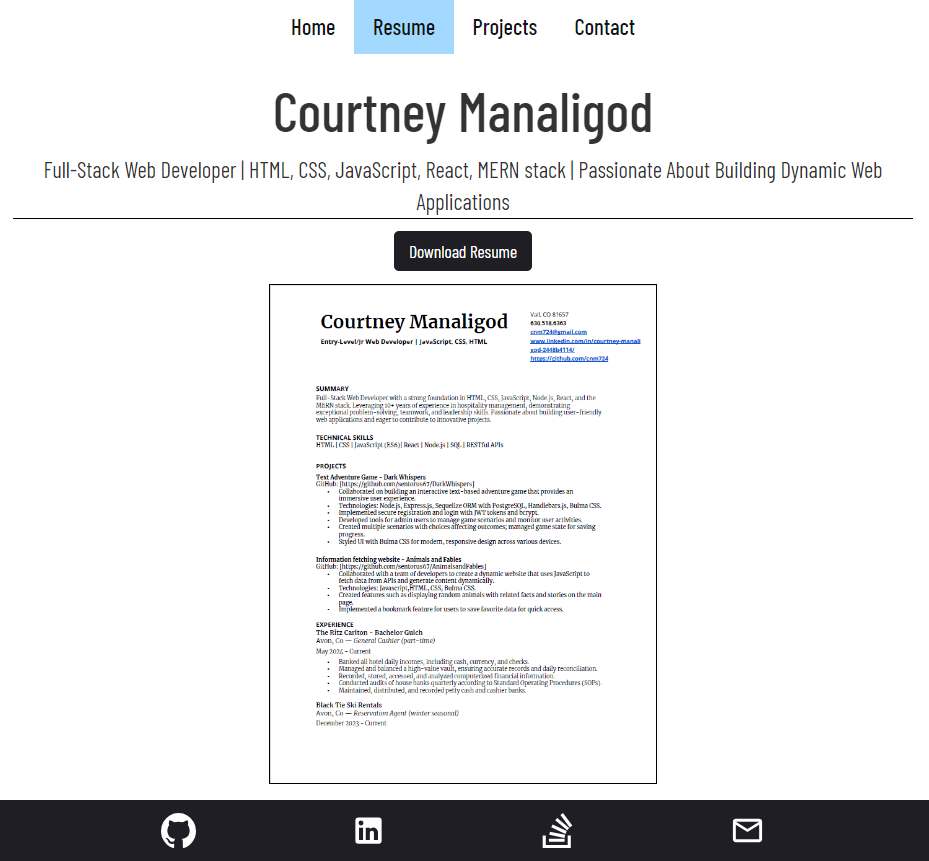 Home Resume Projects Contact
Courtney Manaligod
Full-Stack Web Developer | HTML, CSS, JavaScript, React, MERN stack | Passionate About Building Dynamic Web
Applications
Download Resume
Courtney Manaligod
Entry-Level/Jr Web Developer | JavaScript, CSS, HTML
Vail, CO 81657
630.518.6363
cnm724@gmail.com
www.linkedin.com/in/courtney-manali
god-2448b4114/
https://github.com/cnm724
SUMMARY
Full-Stack Web Developer with a strong foundation in HTML, CSS, JavaScript, Node.js, React, and the
MERN stack. Leveraging 10+ years of experience in hospitality management, demonstrating
exceptional problem-solving, teamwork, and leadership skills. Passionate about building user-friendly
web applications and eager to contribute to innovative projects.
TECHNICAL SKILLS
HTML | CSS | JavaScript (ES6)| React | Node.js | SQL | RESTful APIs
PROJECTS
Text Adventure Game - Dark Whispers
GitHub: [https://github.com/sentorus67/DarkWhispers]
• Collaborated on building an interactive text-based adventure game that provides an
immersive user experience.
• Technologies: Node.js, Express.js, Sequelize ORM with PostgreSQL, Handlebars.js, Bulma CSS.
• Implemented secure registration and login with JWT tokens and bcrypt.
• Developed tools for admin users to manage game scenarios and monitor user activities.
• Created multiple scenarios with choices affecting outcomes; managed game state for saving
progress.
• Styled UI with Bulma CSS for modern, responsive design across various devices.
Information fetching website - Animals and Fables
GitHub: [https://github.com/sentorus67/AnimalsandFables]
• Collaborated with a team of developers to create a dynamic website that uses JavaScript to
fetch data from APIs and generate content dynamically.
• Technologies: Javascript,HTML, CSS, Bulma CSS.
• Created features such as displaying random animals with related facts and stories on the main
page.
• Implemented a bookmark feature for users to save favorite data for quick access.
EXPERIENCE
The Ritz Carlton - Bachelor Gulch
Avon, Co — General Cashier (part-time)
May 2024 - Current
• Banked all hotel daily incomes, including cash, currency, and checks.
• Managed and balanced a high-value vault, ensuring accurate records and daily reconciliation.
• Recorded, stored, accessed, and analyzed computerized financial information.
• Conducted audits of house banks quarterly according to Standard Operating Procedures (SOPs).
• Maintained, distributed, and recorded petty cash and cashier banks.
Black Tie Ski Rentals
Avon, Co — Reservation Agent (winter seasonal)
December 2023 - Current